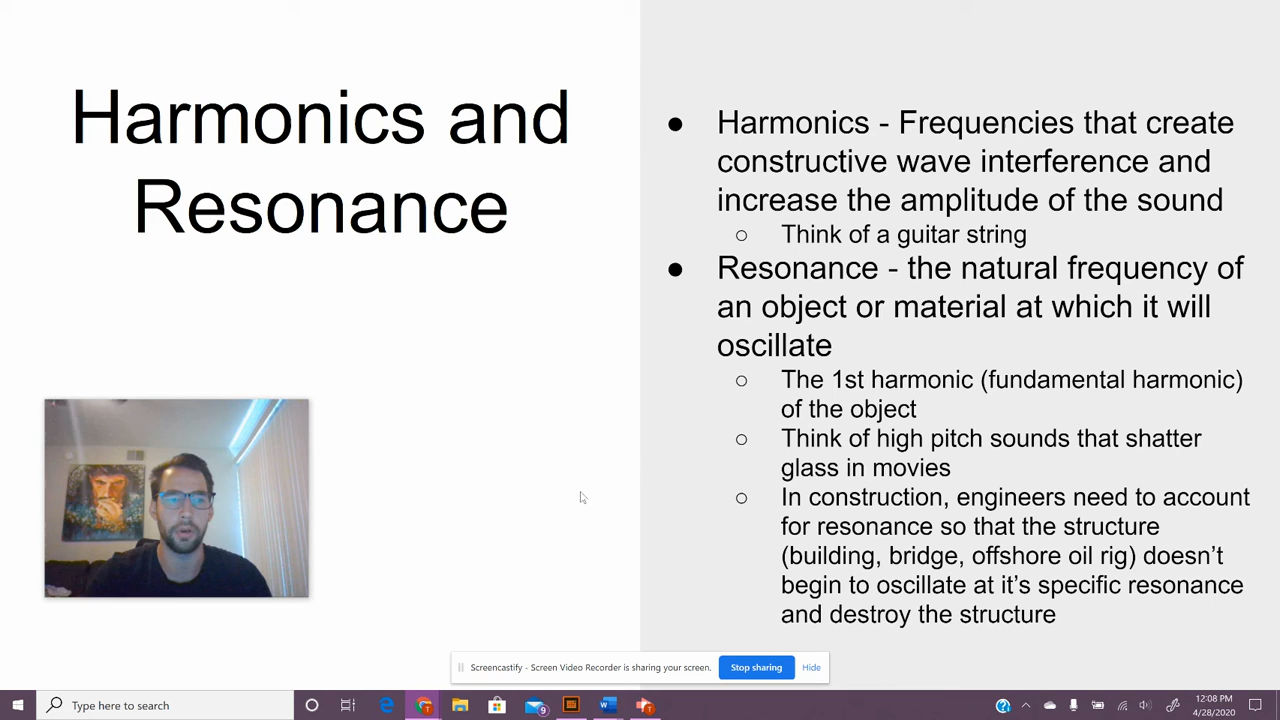 Harmonics and
Resonance
● Harmonics - Frequencies that create
constructive wave interference and
increase the amplitude of the sound
○ Think of a guitar string
● Resonance - the natural frequency of
an object or material at which it will
oscillate
○ The 1st harmonic (fundamental harmonic)
of the object
○ Think of high pitch sounds that shatter
glass in movies
○ In construction, engineers need to account
for resonance so that the structure
(building, bridge, offshore oil rig) doesn’t
begin to oscillate at it’s specific resonance
and destroy the structure
Screencastify - Screen Video Recorder is sharing your screen. Stop sharing Hide
Type here to search
9
12:08 PM
4/28/2020